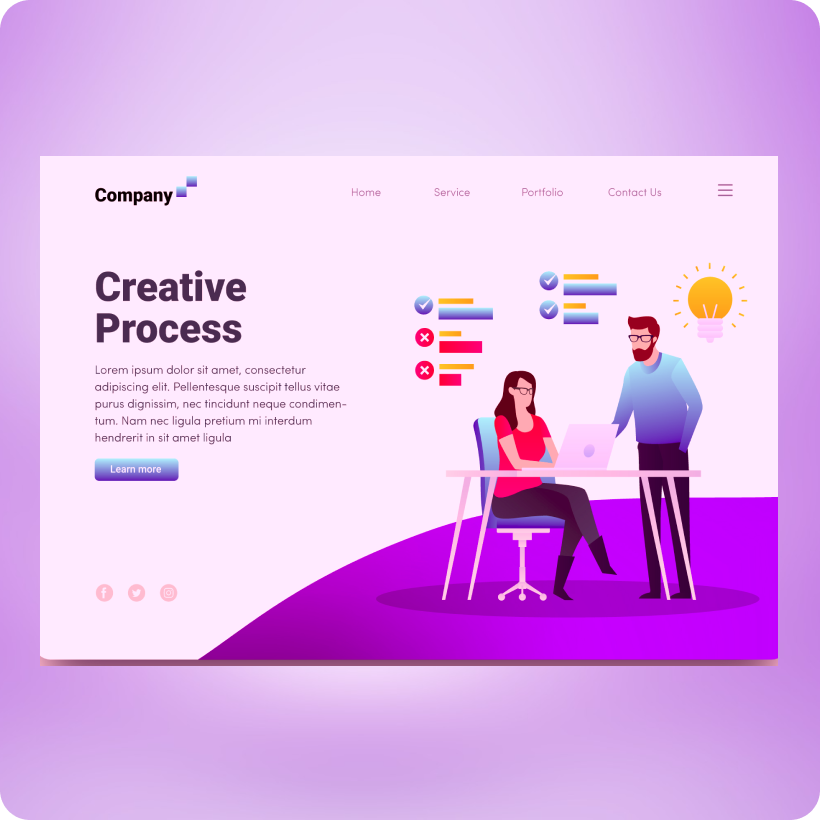 Company
Home Service Portfolio Contact Us
Creative
Process
Lorem ipsum dolor sit amet, consectetur
adipiscing elit. Pellentesque suscipit tellus vitae
purus dignissim, nec tincidunt neque condimen-
tum. Nam nec ligula pretium mi interdum
hendrerit in sit amet ligula
Learn more